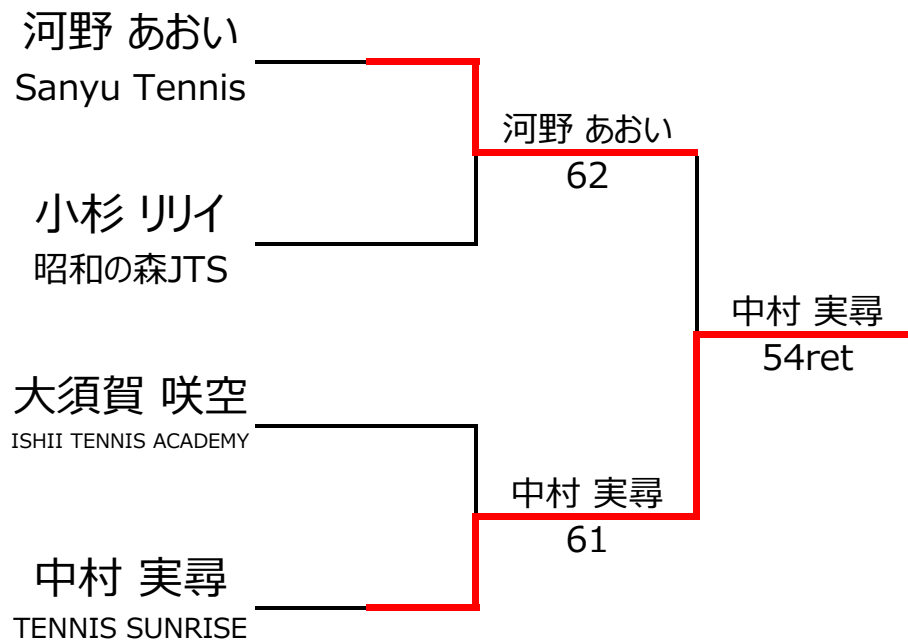 河野 あおい
Sanyu Tennis
小杉 リリイ
昭和の森JTS
大須賀 咲空
ISHII TENNIS ACADEMY
中村 実尋
TENNIS SUNRISE
河野 あおい
62
中村 実尋
61
中村 実尋
54ret